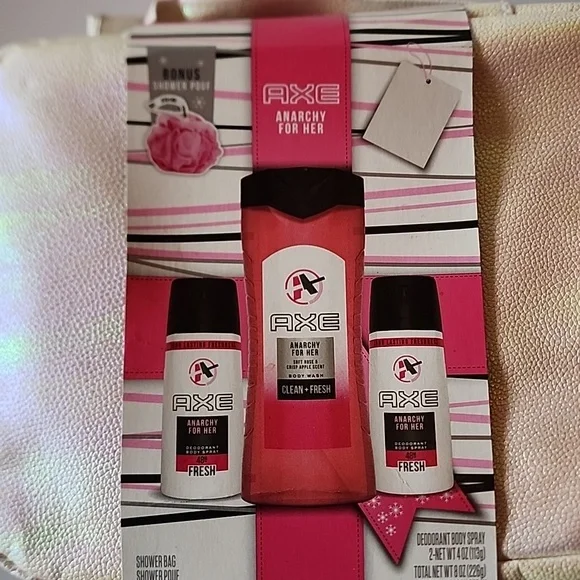 BONUS
SHOWER POUF
AXE
ANARCHY
FOR HER
AXE
ANARCHY
FOR HER
SOFT ROSE &
CRISP APPLE SCENT
BODY WASH
CLEAN + FRESH
AXE
ANARCHY
FOR HER
DEODORANT
BODY SPRAY
48H
FRESH
AXE
ANARCHY
FOR HER
DEODORANT
BODY SPRAY
48H
FRESH
SHOWER BAG
SHOWER POUF
DEODORANT BODY SPRAY
2-NET WT 4 OZ (113g)
TOTAL NET WT 8 OZ (226g)